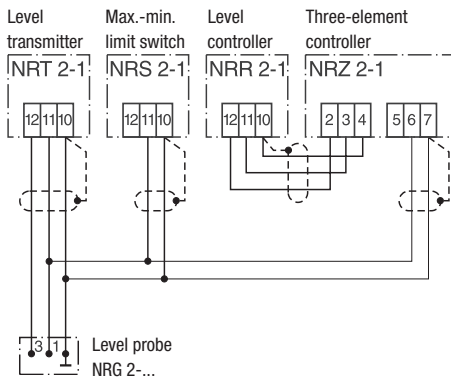 Level transmitter
Max.-min. limit switch
Level controller
Three-element controller
NRT 2-1
NRS 2-1
NRR 2-1
NRZ 2-1
12 11 10
12 11 10
12 11 10
2 3 4
5 6 7
3 1
Level probe
NRG 2-...